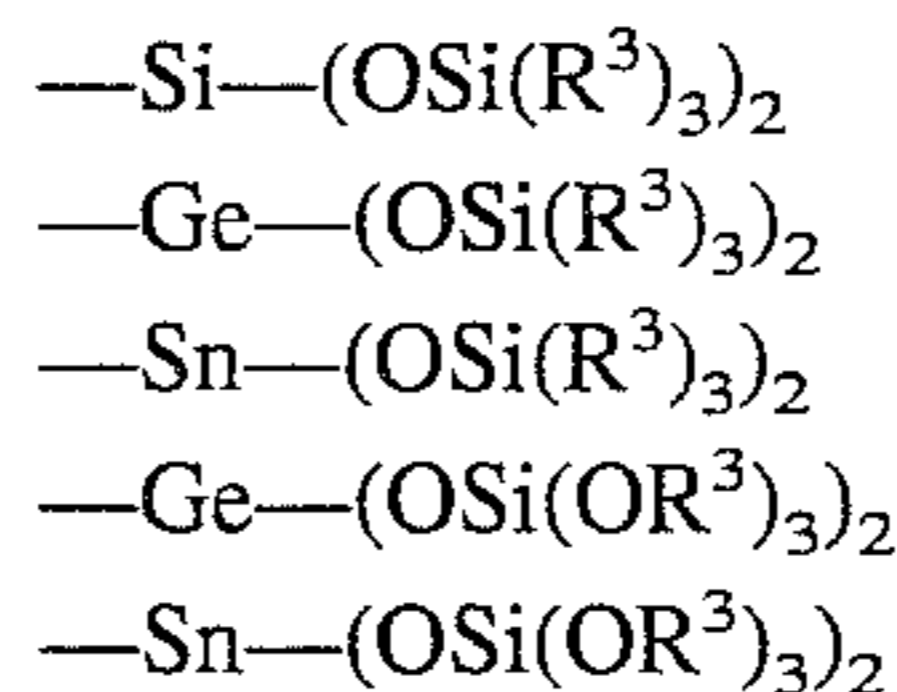 —Si—(OSi(R³)₃)₂
—Ge—(OSi(R³)₃)₂
—Sn—(OSi(R³)₃)₂
—Ge—(OSi(OR³)₃)₂
—Sn—(OSi(OR³)₃)₂